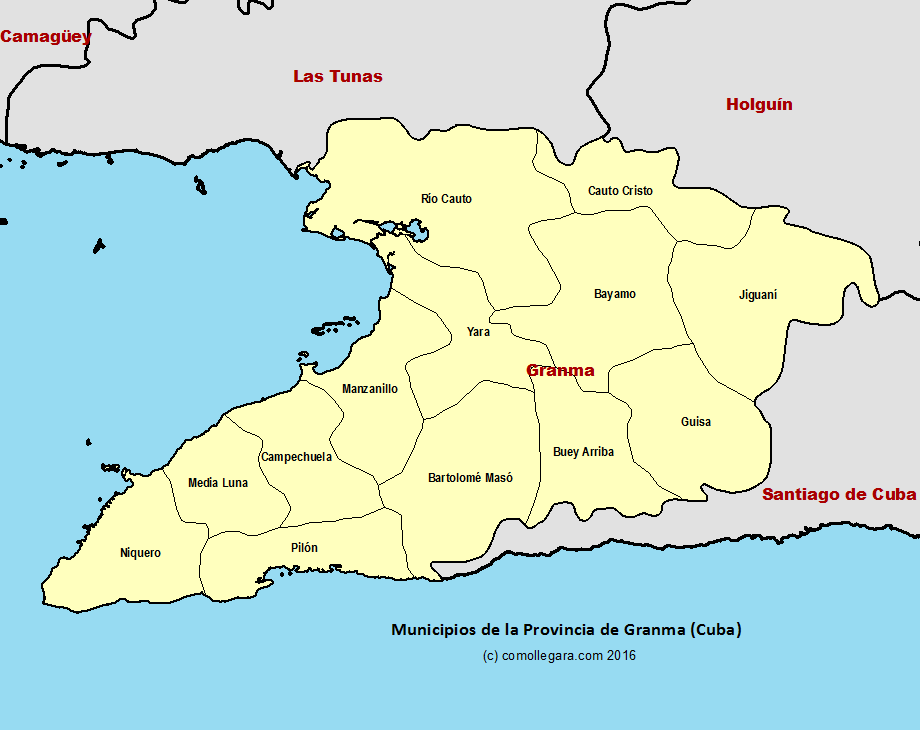 Camagüey
Las Tunas
Holguín
Cauto Cristo
Río Cauto
Bayamo
Jiguaní
Yara
Granma
Manzanillo
Guisa
Buey Arriba
Campechuela
Bartolomé Masó
Media Luna
Santiago de Cuba
Pilón
Niquero
Municipios de la Provincia de Granma (Cuba)
(c) comollegara.com 2016